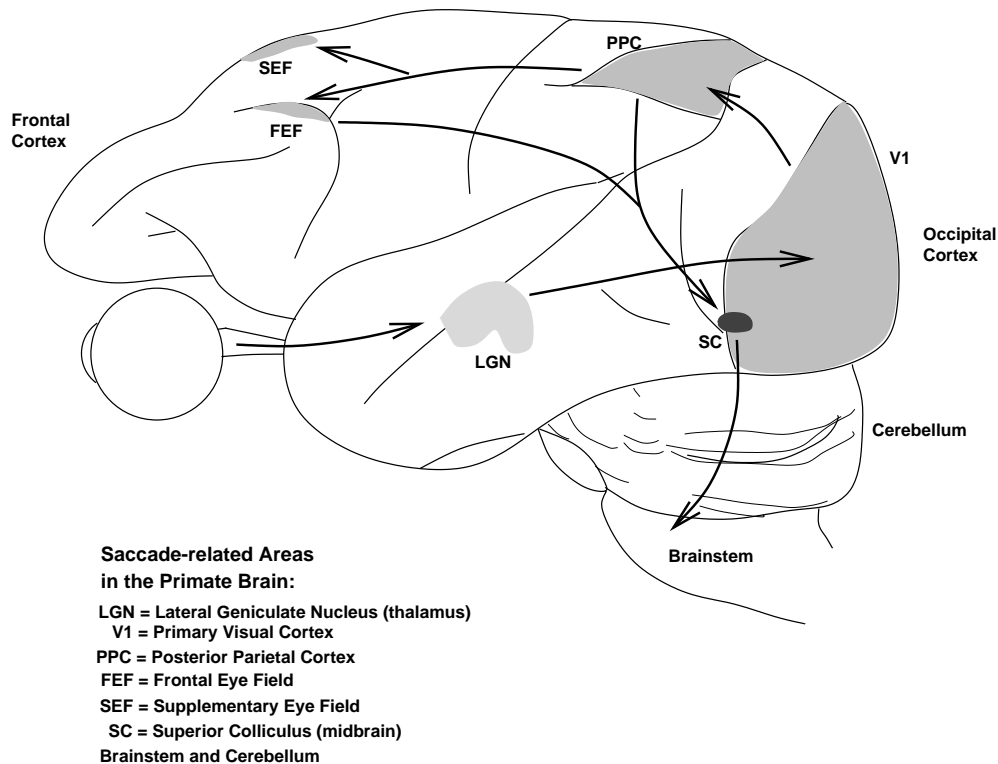 PPC
SEF
FEF
Frontal
Cortex
V1
Occipital
Cortex
SC
LGN
Cerebellum
Brainstem
Saccade-related Areas
in the Primate Brain:
LGN = Lateral Geniculate Nucleus (thalamus)
V1 = Primary Visual Cortex
PPC = Posterior Parietal Cortex
FEF = Frontal Eye Field
SEF = Supplementary Eye Field
SC = Superior Colliculus (midbrain)
Brainstem and Cerebellum